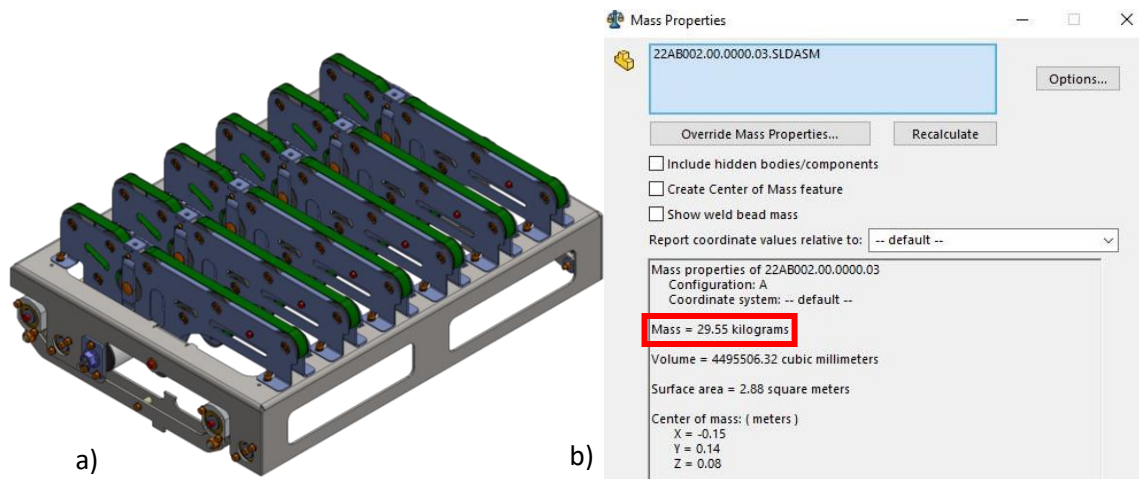 Mass Properties
22AB002.00.0000.03.SLDASM
Options...
Override Mass Properties...
Recalculate
Include hidden bodies/components
Create Center of Mass feature
Show weld bead mass
Report coordinate values relative to:
-- default --
Mass properties of 22AB002.00.0000.03
Configuration: A
Coordinate system: -- default --
Mass = 29.55 kilograms
Volume = 4495506.32 cubic millimeters
Surface area = 2.88 square meters
Center of mass: ( meters )
X = -0.15
Y = 0.14
Z = 0.08
a)
b)